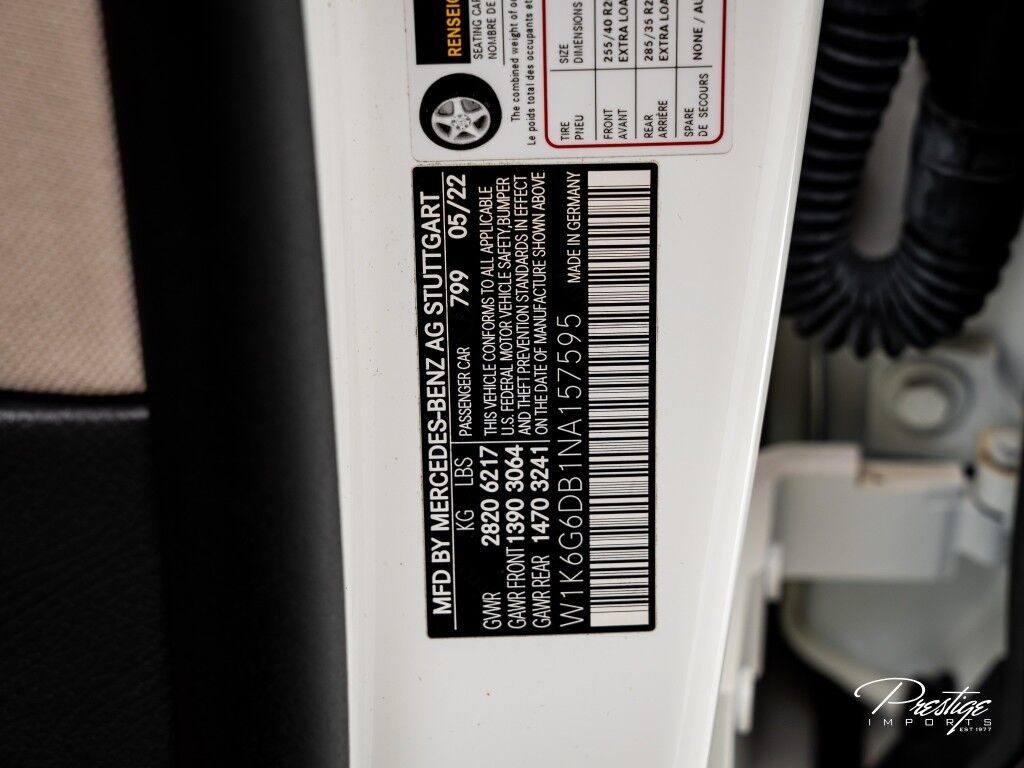 RENSEIG
SEATING CAP
NOMBRE DE
The combined weight of oc
Le poids total des occupants et
TIRE
PNEU
SIZE
DIMENSIONS
FRONT
AVANT
255/40 R2
EXTRA LOA
REAR
ARRIÈRE
285/35 R2
EXTRA LOA
SPARE
DE SECOURS
NONE / AU
MFD BY MERCEDES-BENZ AG STUTTGART
KG LBS PASSENGER CAR 799 05/22
GWWR 2820 6217 THIS VEHICLE CONFORMS TO ALL APPLICABLE
GAWR FRONT 1390 3064 U.S. FEDERAL MOTOR VEHICLE SAFETY,BUMPER
GAWR REAR 1470 3241 AND THEFT PREVENTION STANDARDS IN EFFECT
ON THE DATE OF MANUFACTURE SHOWN ABOVE
W1K6G6DB1NA157595 MADE IN GERMANY
Prestige
IMPORTS
EST 1977